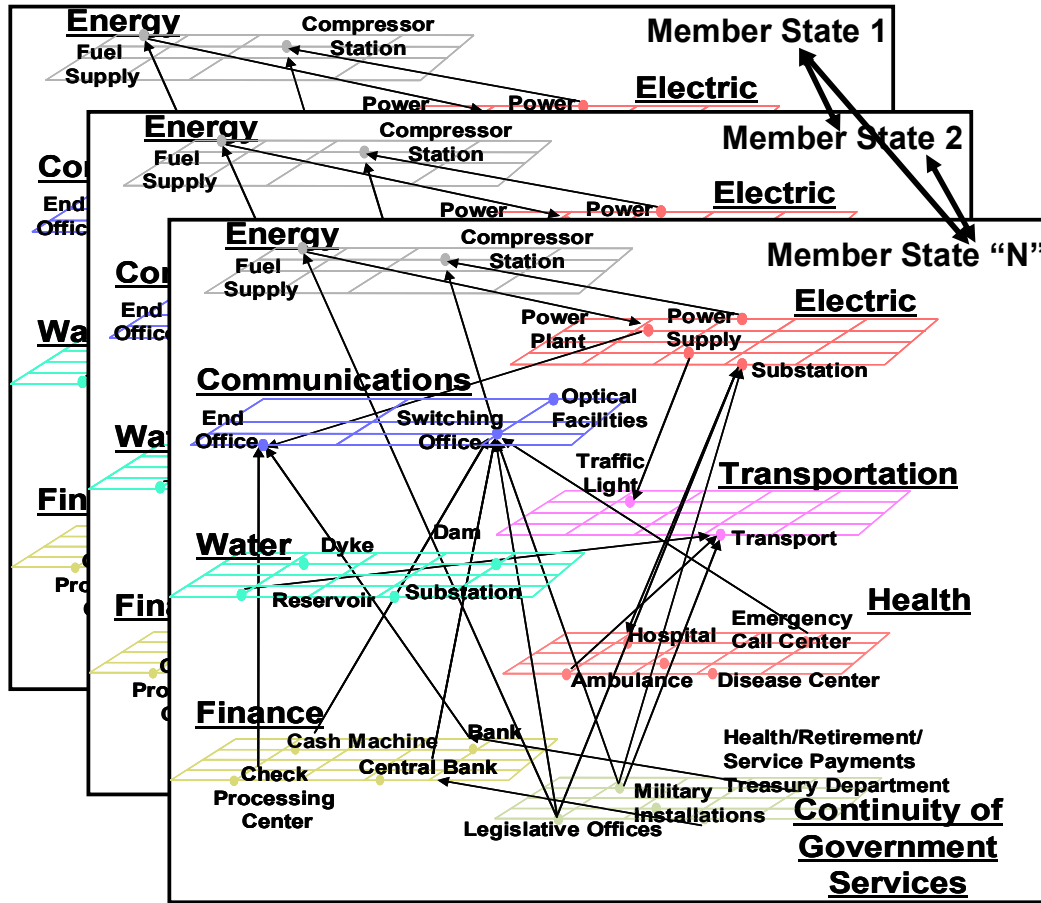 Energy
Compressor
Station
Fuel
Supply
Member State 1
Power
Power
Electric
Energy
Compressor
Station
Fuel
Supply
Member State 2
Power
Power
Electric
End
Office
End
Office
Energy
Compressor
Station
Fuel
Supply
Member State “N”
Electric
Power
Plant
Power
Supply
Substation
Communications
End
Office
Switching
Office
Optical
Facilities
Traffic
Light
Transportation
Transport
Water
Dyke
Dam
Reservoir
Substation
Health
Hospital
Emergency
Call Center
Ambulance
Disease Center
Finance
Cash Machine
Bank
Central Bank
Check
Processing
Center
Health/Retirement/
Service Payments
Treasury Department
Military
Installations
Legislative Offices
Continuity of
Government
Services